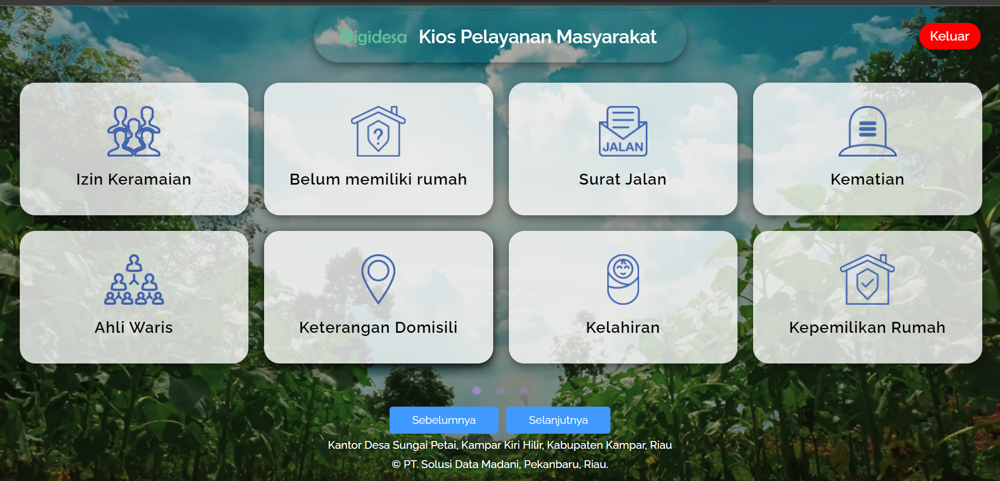 Digidesa Kios Pelayanan Masyarakat
Keluar
Izin Keramaian
?
Belum memiliki rumah
JALAN
Surat Jalan
Kematian
Ahli Waris
Keterangan Domisili
Kelahiran
Kepemilikan Rumah
Sebelumnya
Selanjutnya
Kantor Desa Sungai Petai, Kampar Kiri Hilir, Kabupaten Kampar, Riau
© PT. Solusi Data Madani, Pekanbaru, Riau.